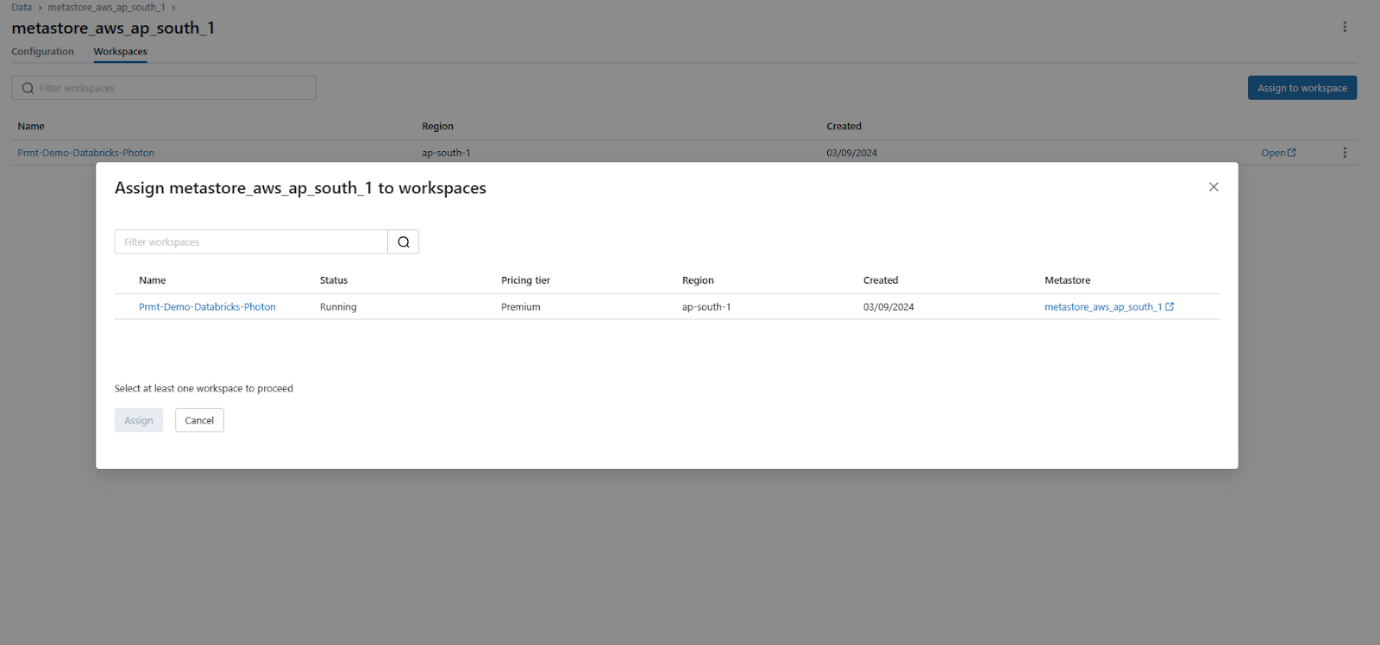 Data > metastore_aws_ap_south_1 >
metastore_aws_ap_south_1
Configuration Workspaces
Filter workspaces
Assign to workspace
Name Region Created
Prmt-Demo-Databricks-Photon ap-south-1 03/09/2024 Open
Assign metastore_aws_ap_south_1 to workspaces
Filter workspaces
Name Status Pricing tier Region Created Metastore
Prmt-Demo-Databricks-Photon Running Premium ap-south-1 03/09/2024 metastore_aws_ap_south_1
Select at least one workspace to proceed
Assign Cancel